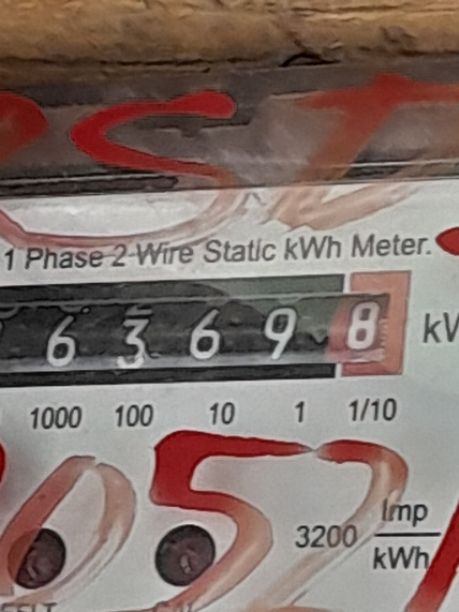 1 Phase 2 Wire Static kWh Meter.
6 3 6 9 8
1000 100 10 1 1/10
3200 Imp
kWh